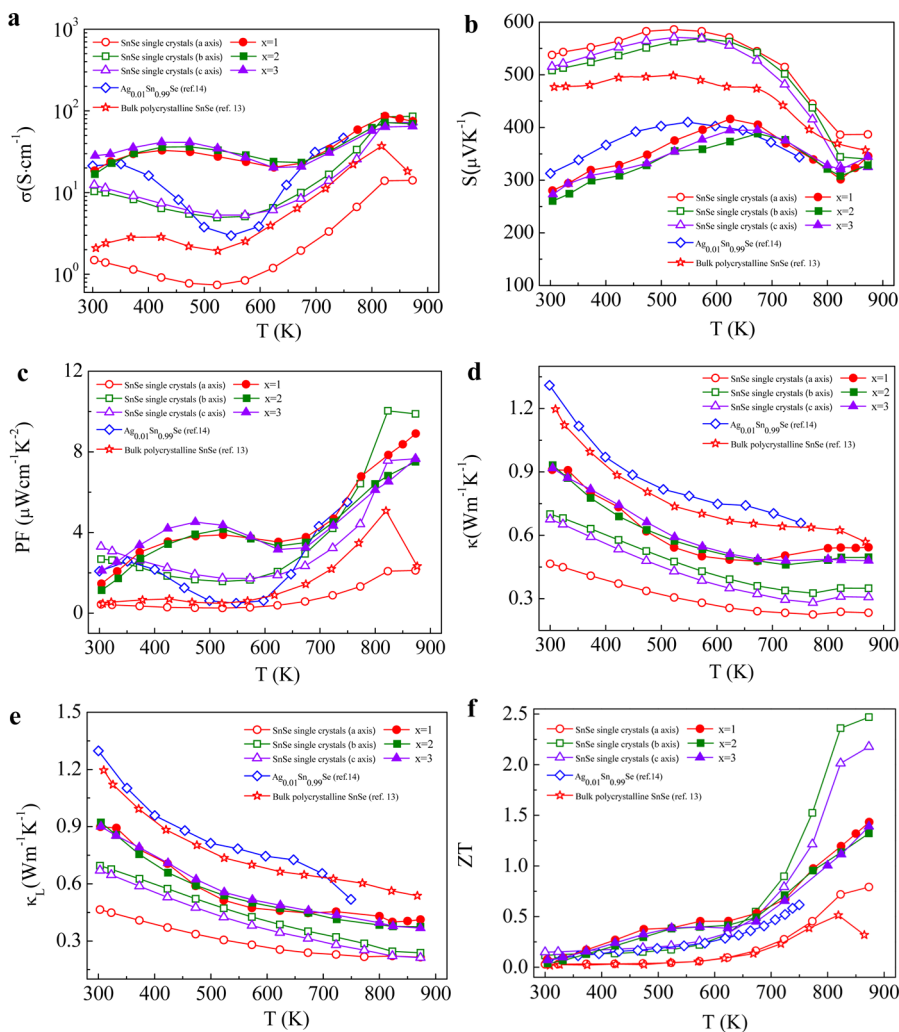 a
σ(S·cm⁻¹)
10³
10²
10¹
10⁰
SnSe single crystals (a axis)
SnSe single crystals (b axis)
SnSe single crystals (c axis)
x=1
x=2
x=3
Ag₀.₀₁Sn₀.₉₉Se (ref.14)
Bulk polycrystalline SnSe (ref. 13)
300 400 500 600 700 800 900
T (K)
b
S(µVK⁻¹)
600
500
400
300
200
100
SnSe single crystals (a axis)
SnSe single crystals (b axis)
SnSe single crystals (c axis)
x=1
x=2
x=3
Ag₀.₀₁Sn₀.₉₉Se (ref.14)
Bulk polycrystalline SnSe (ref. 13)
300 400 500 600 700 800 900
T (K)
c
PF (µWcm⁻¹K⁻²)
12
8
4
0
SnSe single crystals (a axis)
SnSe single crystals (b axis)
SnSe single crystals (c axis)
x=1
x=2
x=3
Ag₀.₀₁Sn₀.₉₉Se (ref.14)
Bulk polycrystalline SnSe (ref. 13)
300 400 500 600 700 800 900
T (K)
d
κ(Wm⁻¹K⁻¹)
1.2
0.9
0.6
0.3
SnSe single crystals (a axis)
SnSe single crystals (b axis)
SnSe single crystals (c axis)
x=1
x=2
x=3
Ag₀.₀₁Sn₀.₉₉Se (ref.14)
Bulk polycrystalline SnSe (ref. 13)
300 400 500 600 700 800 900
T (K)
e
κL(Wm⁻¹K⁻¹)
1.5
1.2
0.9
0.6
0.3
SnSe single crystals (a axis)
SnSe single crystals (b axis)
SnSe single crystals (c axis)
x=1
x=2
x=3
Ag₀.₀₁Sn₀.₉₉Se (ref.14)
Bulk polycrystalline SnSe (ref. 13)
300 400 500 600 700 800 900
T (K)
f
ZT
2.5
2.0
1.5
1.0
0.5
0.0
SnSe single crystals (a axis)
SnSe single crystals (b axis)
SnSe single crystals (c axis)
x=1
x=2
x=3
Ag₀.₀₁Sn₀.₉₉Se (ref.14)
Bulk polycrystalline SnSe (ref. 13)
300 400 500 600 700 800 900
T (K)